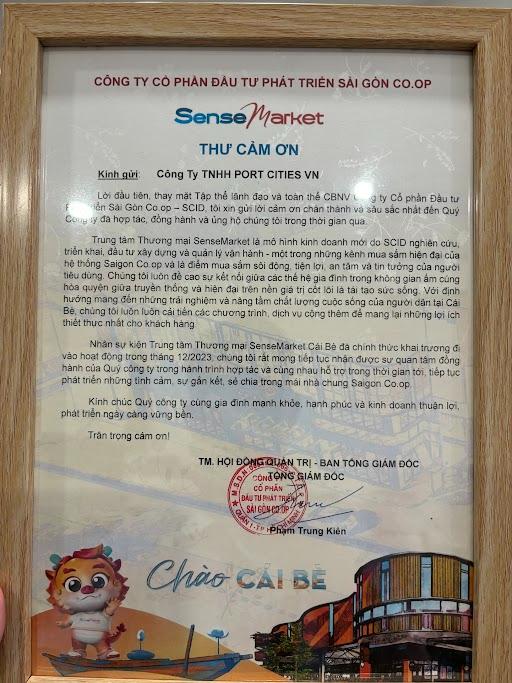 CÔNG TY CỔ PHẦN ĐẦU TƯ PHÁT TRIỂN SÀI GÒN CO.OP
SenseMarket
THƯ CẢM ƠN
Kính gửi: Công Ty TNHH PORT CITIES VN
Lời đầu tiên, thay mặt Tập thể lãnh đạo và toàn thể CBNV Công ty Cổ phần Đầu tư
Phát triển Sài Gòn Co.op – SCID, tôi xin gửi lời cảm ơn chân thành và sâu sắc nhất đến Quý
Công ty đã hợp tác, đồng hành và ủng hộ chúng tôi trong thời gian qua.
Trung tâm Thương mại SenseMarket là mô hình kinh doanh mới do SCID nghiên cứu,
triển khai, đầu tư xây dựng và quản lý vận hành - một trong những kênh mua sắm hiện đại của
hệ thống Saigon Co.op và là điểm mua sắm sôi động, tiện lợi, an tâm và tin tưởng của người
tiêu dùng. Chúng tôi luôn đề cao sự kết nối giữa các thế hệ gia đình trong không gian ấm cúng
hòa quyện giữa truyền thống và hiện đại trên nền giá trị cốt lõi là tái tạo sức sống. Với định
hướng mang đến những trải nghiệm và nâng tầm chất lượng cuộc sống của người dân tại Cái
Bè, chúng tôi luôn luôn cải tiến các chương trình, dịch vụ cộng thêm để mang lại những lợi ích
thiết thực nhất cho khách hàng.
Nhân sự kiện Trung tâm Thương mại SenseMarket Cái Bè đã chính thức khai trương đi
vào hoạt động trong tháng 12/2023, chúng tôi rất mong tiếp tục nhận được sự quan tâm đồng
hành của Quý công ty trong hành trình hợp tác và cùng nhau hỗ trợ trong thời gian tới, tiếp tục
phát triển những tình cảm, sự gắn kết, sẻ chia trong mái nhà chung Saigon Co.op.
Kính chúc Quý công ty cùng gia đình mạnh khỏe, hạnh phúc và kinh doanh thuận lợi,
phát triển ngày càng vững bền.
Trân trọng cảm ơn!
TM. HỘI ĐỒNG QUẢN TRỊ - BAN TỔNG GIÁM ĐỐC
TỔNG GIÁM ĐỐC
CÔNG TY
CỔ PHẦN
ĐẦU TƯ PHÁT TRIỂN
SÀI GÒN CO.OP
Phạm Trung Kiên
Chào CÁI BÈ